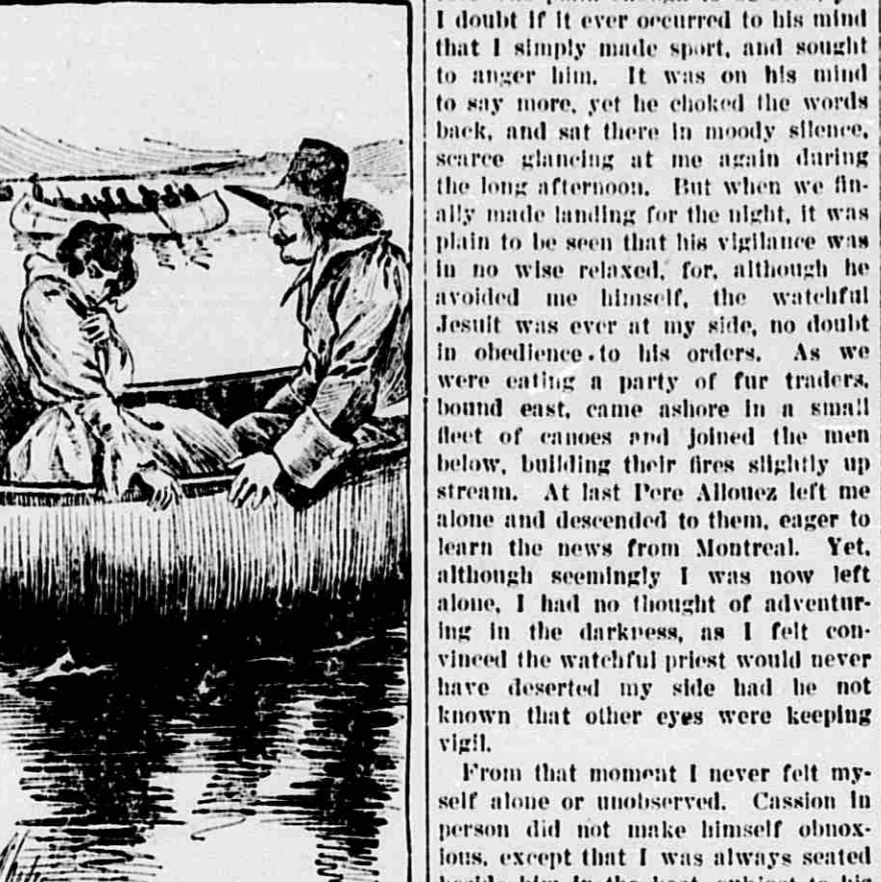 I doubt if it ever occurred to his mind
that I simply made sport, and sought
to anger him. It was on his mind
to say more, yet he choked the words
back, and sat there in moody silence,
scarce glancing at me again during
the long afternoon. But when we fin-
ally made landing for the night, it was
plain to be seen that his vigilance was
in no wise relaxed, for, although he
avoided me himself, the watchful
Jesuit was ever at my side, no doubt
in obedience to his orders. As we
were eating a party of fur traders,
bound east, came ashore in a small
fleet of canoes and joined the men
below, building their fires slightly up
stream. At last Pere Allouez left me
alone and descended to them, eager to
learn the news from Montreal. Yet,
although seemingly I was now left
alone, I had no thought of adventur-
ing in the darkness, as I felt con-
vinced the watchful priest would never
have deserted my side had he not
known that other eyes were keeping
vigil.
From that moment I never felt my-
self alone or unobserved. Cassion in
person did not make himself obnox-
ious, except that I was always seated
beside him in the boat, subject to his